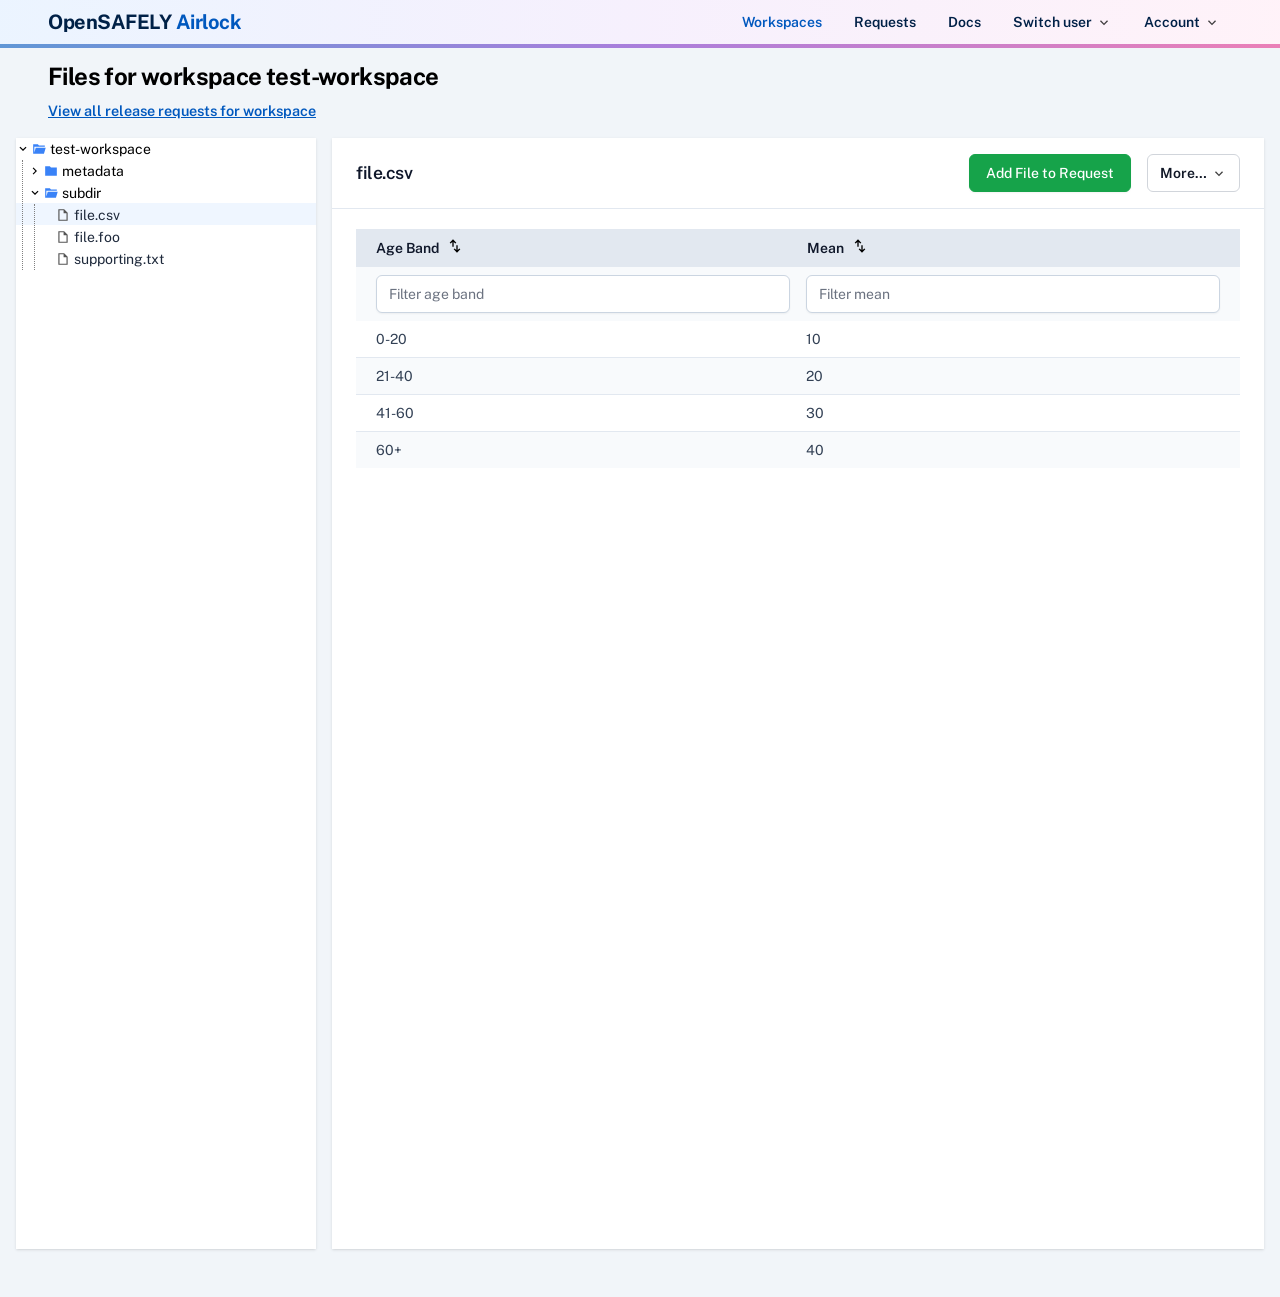 OpenSAFELY Airlock
Workspaces Requests Docs Switch user Account
Files for workspace test-workspace
View all release requests for workspace
test-workspace
metadata
subdir
file.csv
file.foo
supporting.txt
file.csv
Add File to Request More...
Age Band Mean
Filter age band Filter mean
0-20 10
21-40 20
41-60 30
60+ 40